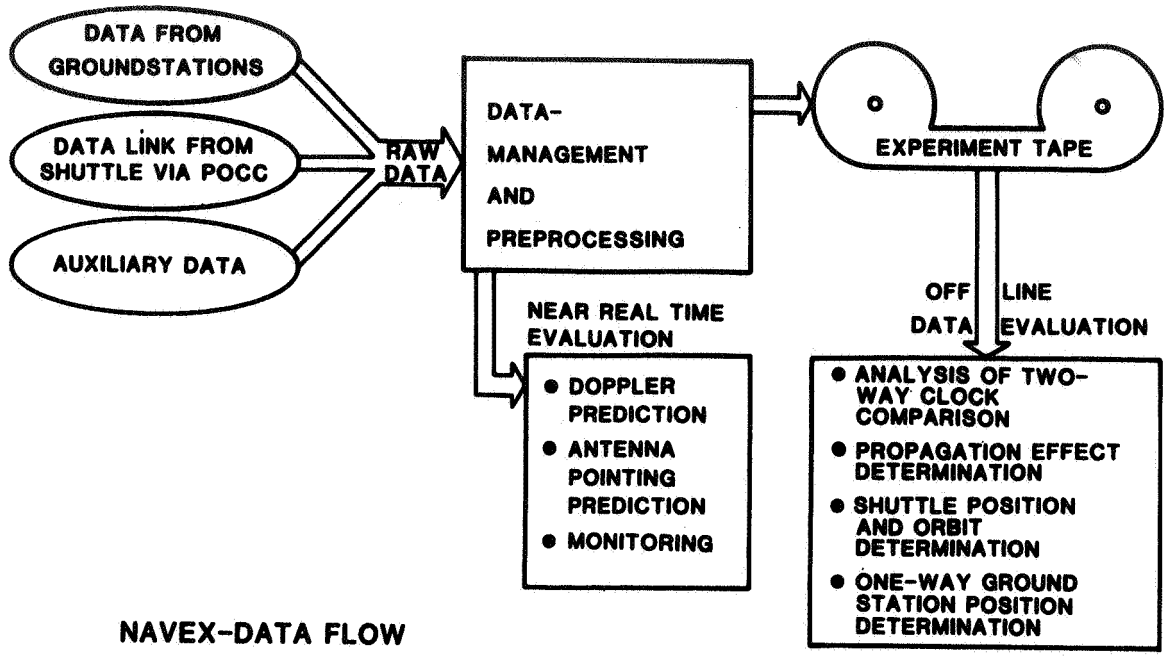 DATA FROM
GROUNDSTATIONS
DATA LINK FROM
SHUTTLE VIA POCC
AUXILIARY DATA
RAW
DATA
DATA-
MANAGEMENT
AND
PREPROCESSING
EXPERIMENT TAPE
NEAR REAL TIME
EVALUATION
● DOPPLER
PREDICTION
● ANTENNA
POINTING
PREDICTION
● MONITORING
OFF LINE
DATA EVALUATION
● ANALYSIS OF TWO-
WAY CLOCK
COMPARISON
● PROPAGATION EFFECT
DETERMINATION
● SHUTTLE POSITION
AND ORBIT
DETERMINATION
● ONE-WAY GROUND
STATION POSITION
DETERMINATION
NAVEX-DATA FLOW